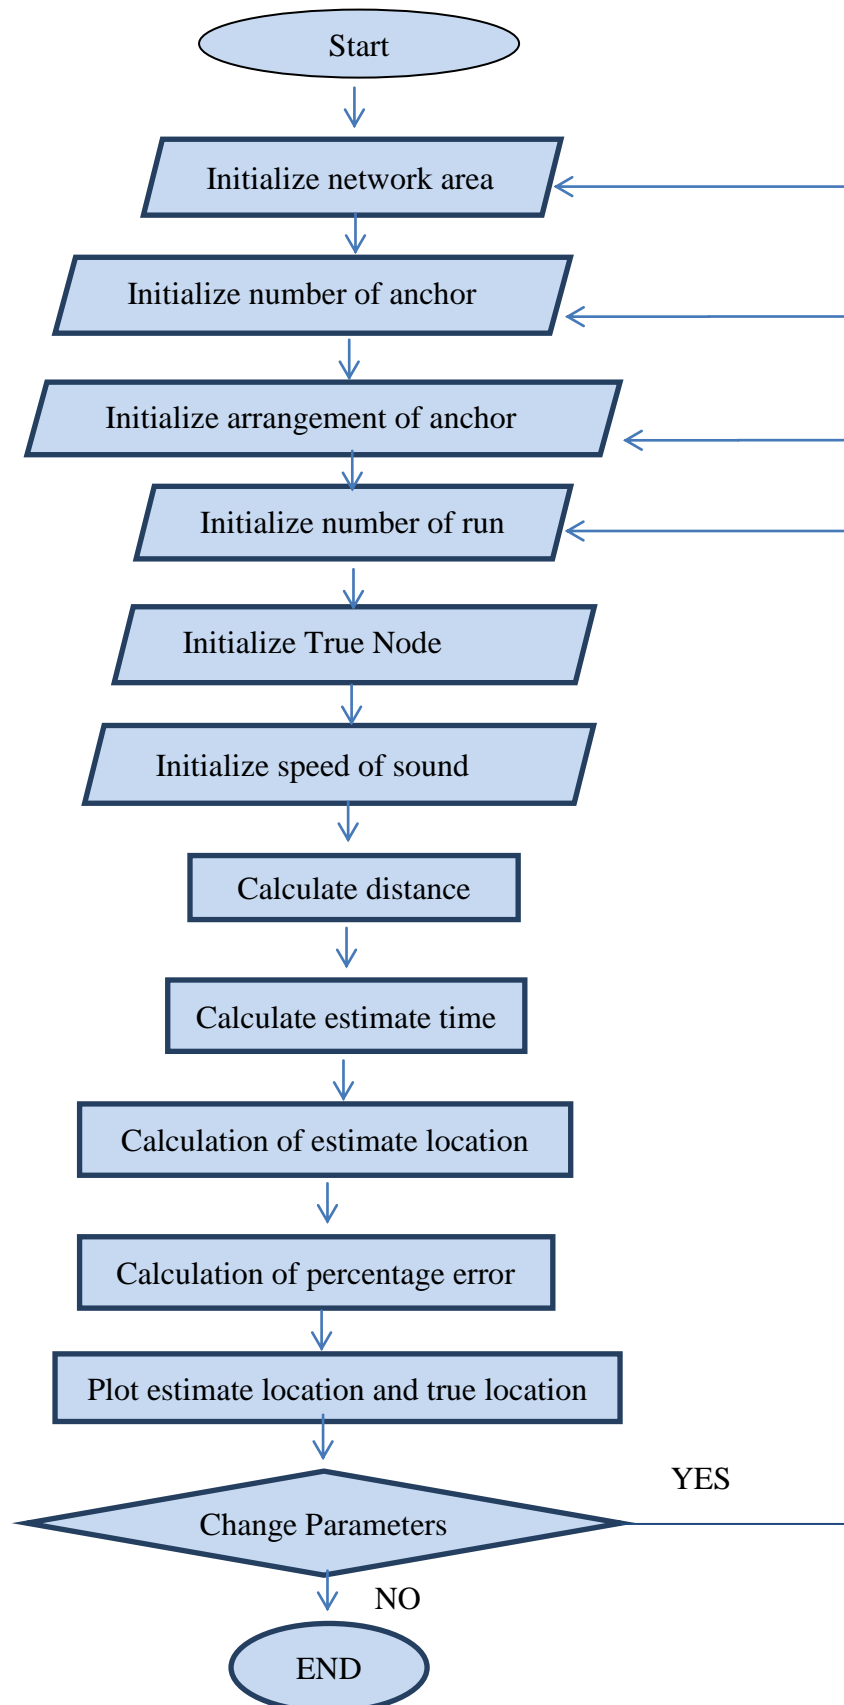 Start
Initialize network area
Initialize number of anchor
Initialize arrangement of anchor
Initialize number of run
Initialize True Node
Initialize speed of sound
Calculate distance
Calculate estimate time
Calculation of estimate location
Calculation of percentage error
Plot estimate location and true location
YES
Change Parameters
NO
END